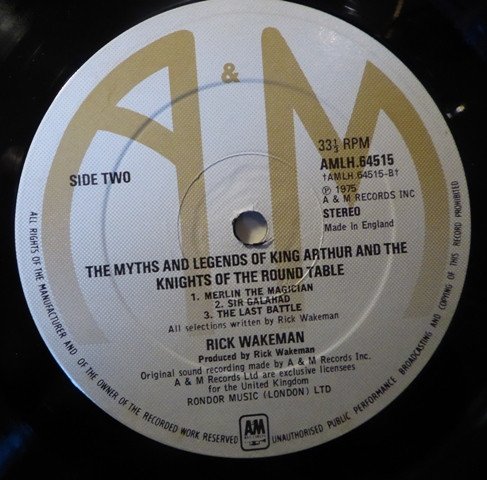 A & M
33⅓ RPM
AMLH.64515
†AMLH.64515-B†
Ⓟ 1975
A & M RECORDS INC
STEREO
Made in England
SIDE TWO
THE MYTHS AND LEGENDS OF KING ARTHUR AND THE
KNIGHTS OF THE ROUND TABLE
1. MERLIN THE MAGICIAN
2. SIR GALAHAD
3. THE LAST BATTLE
All selections written by Rick Wakeman
RICK WAKEMAN
Produced by Rick Wakeman
Original sound recording made by A & M Records Inc.
A & M Records Ltd are exclusive licensees
for the United Kingdom
RONDOR MUSIC (LONDON) LTD
ALL RIGHTS OF THE MANUFACTURER AND OF THE OWNER OF THE RECORDED WORK RESERVED
AM
UNAUTHORISED PUBLIC PERFORMANCE BROADCASTING AND COPYING OF THIS RECORD PROHIBITED